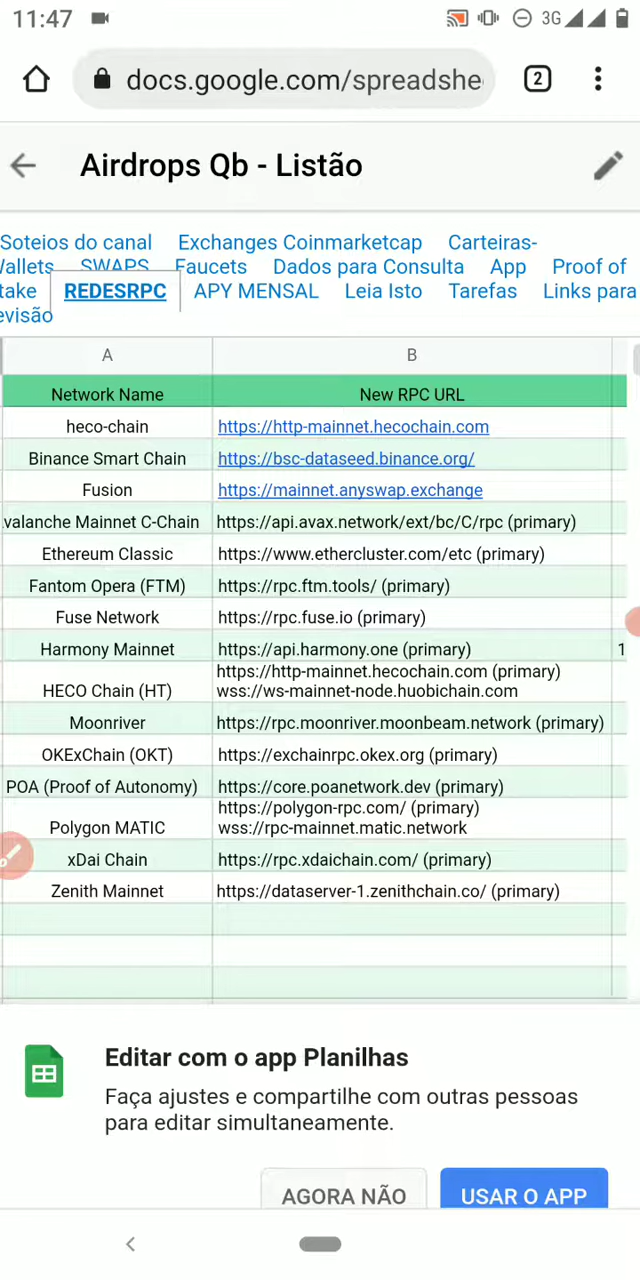 11:47
3G
docs.google.com/spreadshe
2
Airdrops Qb - Listão
Soteios do canal Exchanges Coinmarketcap Carteiras-
Wallets SWAPS Faucets Dados para Consulta App Proof of
take REDESRPC APY MENSAL Leia Isto Tarefas Links para
evisão
A B
Network Name New RPC URL
heco-chain https://http-mainnet.hecochain.com
Binance Smart Chain https://bsc-dataseed.binance.org/
Fusion https://mainnet.anyswap.exchange
valanche Mainnet C-Chain https://api.avax.network/ext/bc/C/rpc (primary)
Ethereum Classic https://www.ethercluster.com/etc (primary)
Fantom Opera (FTM) https://rpc.ftm.tools/ (primary)
Fuse Network https://rpc.fuse.io (primary)
Harmony Mainnet https://api.harmony.one (primary) 1
https://http-mainnet.hecochain.com (primary)
HECO Chain (HT) wss://ws-mainnet-node.huobichain.com
Moonriver https://rpc.moonriver.moonbeam.network (primary)
OKExChain (OKT) https://exchainrpc.okex.org (primary)
POA (Proof of Autonomy) https://core.poanetwork.dev (primary)
https://polygon-rpc.com/ (primary)
Polygon MATIC wss://rpc-mainnet.matic.network
xDai Chain https://rpc.xdaichain.com/ (primary)
Zenith Mainnet https://dataserver-1.zenithchain.co/ (primary)
Editar com o app Planilhas
Faça ajustes e compartilhe com outras pessoas
para editar simultaneamente.
AGORA NÃO USAR O APP